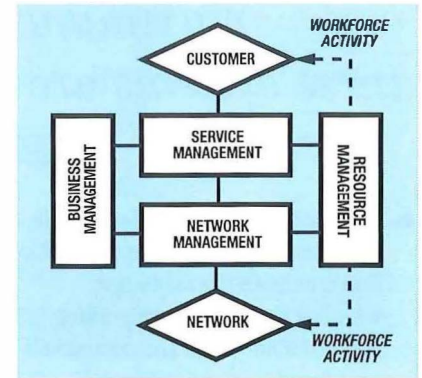 WORKFORCE
ACTIVITY
CUSTOMER
SERVICE
MANAGEMENT
BUSINESS
MANAGEMENT
RESOURCE
MANAGEMENT
NETWORK
MANAGEMENT
NETWORK
WORKFORCE
ACTIVITY